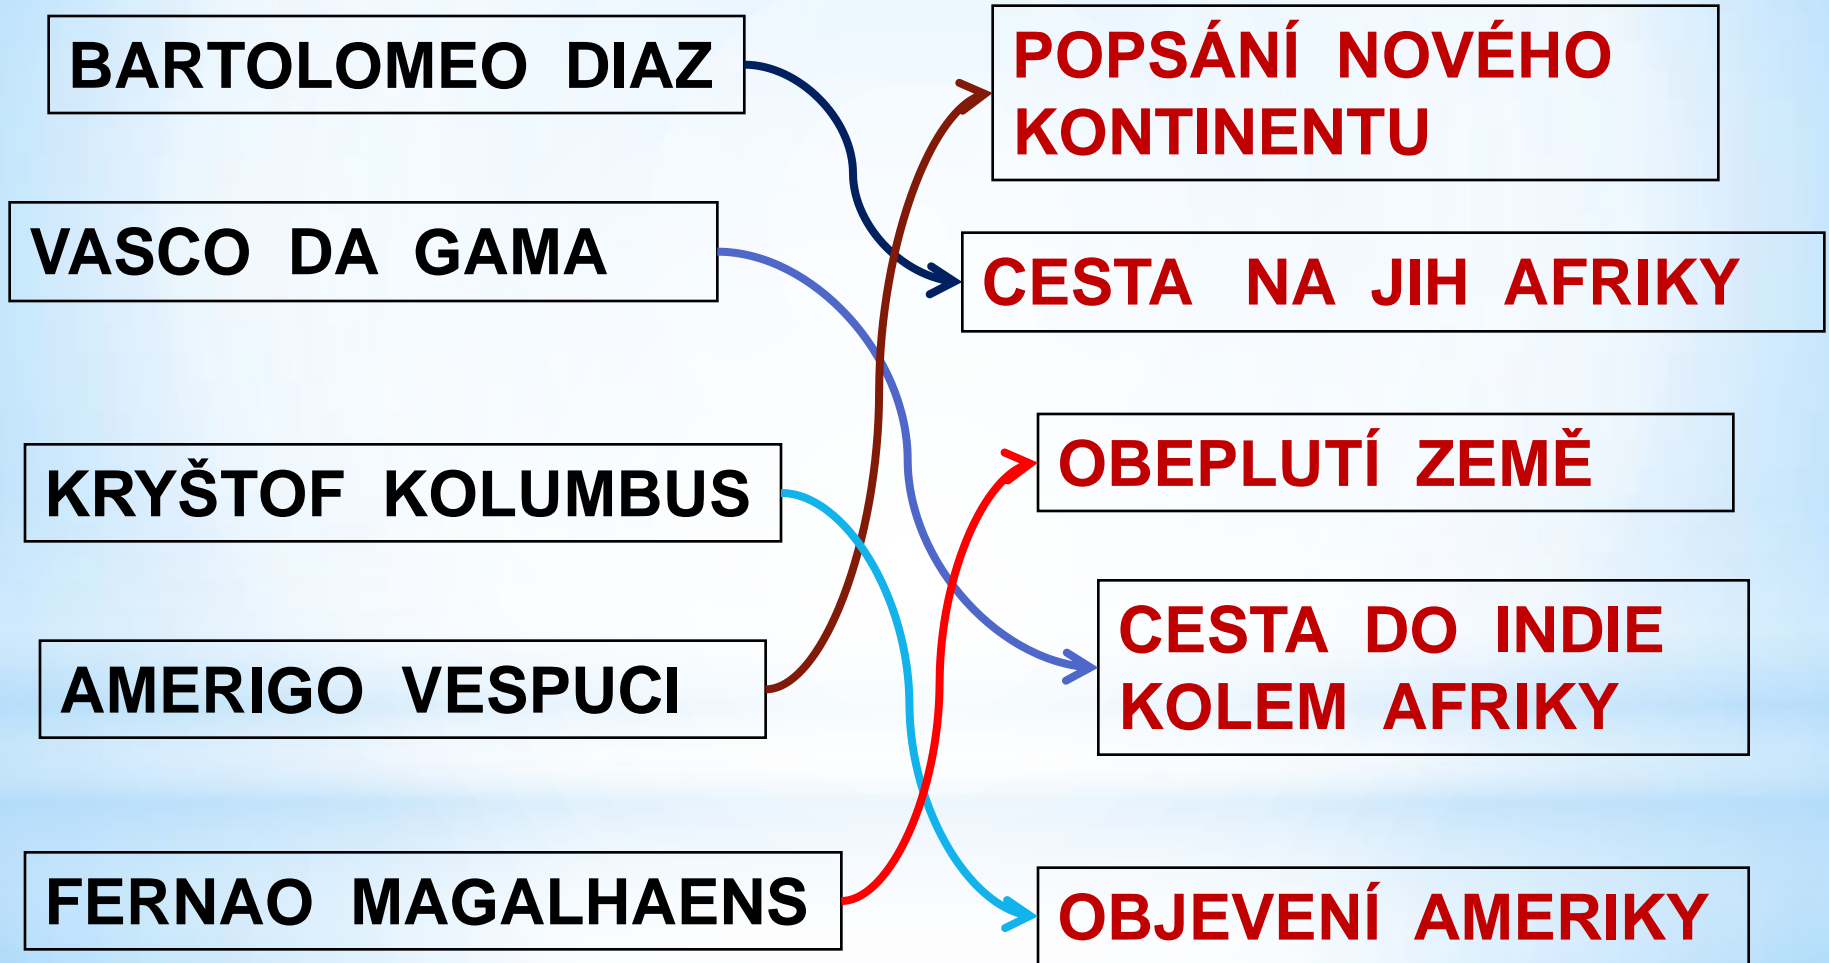 BARTOLOMEO DIAZ
VASCO DA GAMA
KRYŠTOF KOLUMBUS
AMERIGO VESPUCI
FERNAO MAGALHAENS
POPSÁNÍ NOVÉHO
KONTINENTU
CESTA NA JIH AFRIKY
OBEPLUTÍ ZEMĚ
CESTA DO INDIE
KOLEM AFRIKY
OBJEVENÍ AMERIKY